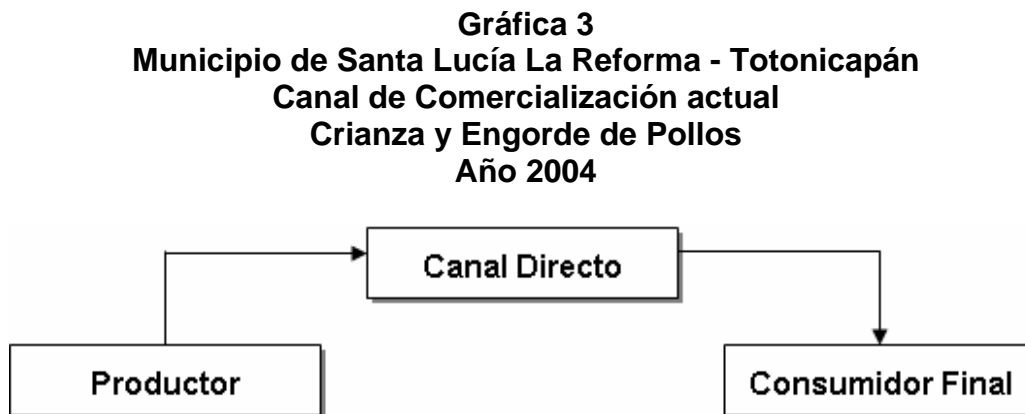 Gráfica 3
Municipio de Santa Lucía La Reforma - Totonicapán
Canal de Comercialización actual
Crianza y Engorde de Pollos
Año 2004
Canal Directo
Productor
Consumidor Final